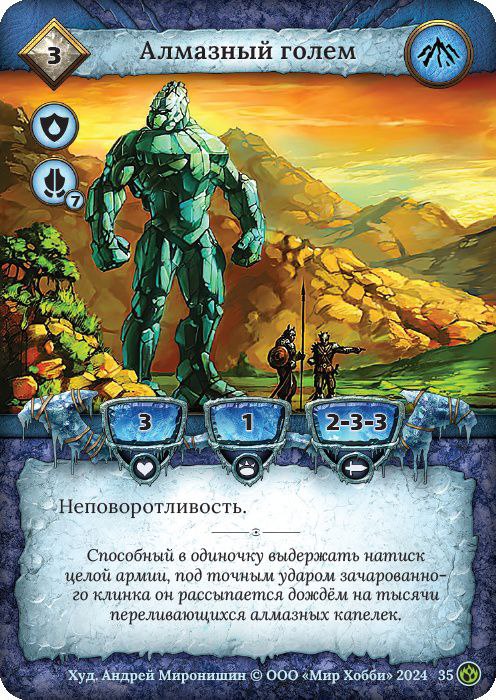 3
Алмазный голем
7
3
1
2-3-3
Неповоротливость.
Способный в одиночку выдержать натиск
целой армии, под точным ударом зачарованно-
го клинка он рассыпается дождём на тысячи
переливающихся алмазных капелек.
Худ. Андрей Миронишин © ООО «Мир Хобби» 2024 35